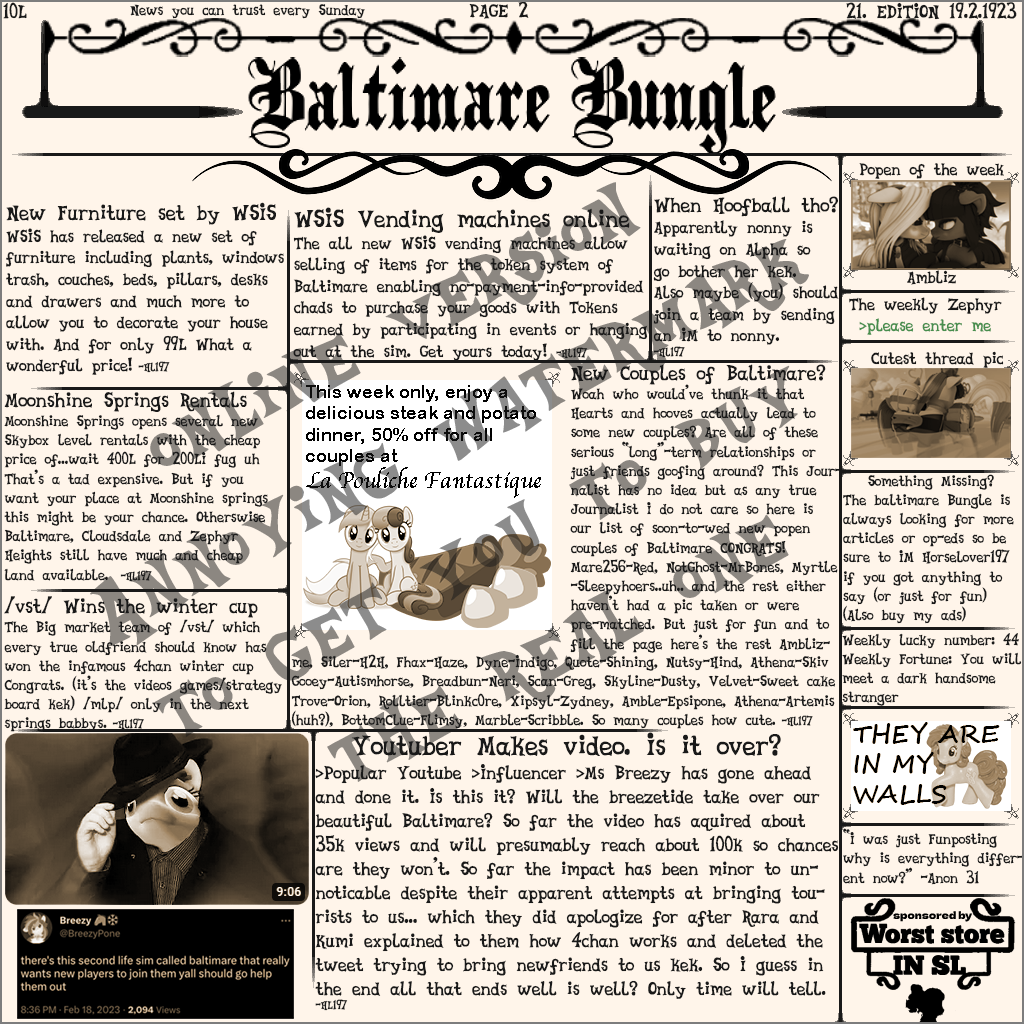 10L
News you can trust every Sunday
PAGE 2
21. EDITION 19.2.1923
Baltimare Bungle
New Furniture set by WSiS
WSiS has released a new set of
furniture including plants, windows
trash, couches, beds, pillars, desks
and drawers and much more to
allow you to decorate your house
with. And for only 99L What a
wonderful price! -HL197
Moonshine Springs Rentals
Moonshine Springs opens several new
Skybox Level rentals with the cheap
price of...wait 400L for 200Li fug uh
That's a tad expensive. But if you
want your place at Moonshine springs
this might be your chance. Otherwise
Baltimare, Cloudsdale and Zephyr
Heights still have much and cheap
Land available. -HL197
/vst/ Wins the winter cup
The Big market team of /vst/ which
every true oldfriend should know has
won the infamous 4chan winter cup
Congrats. (it's the videos games/strategy
board kek) /mlp/ only in the next
springs babbys. -HL197
WSiS Vending machines online
The all new WSiS vending machines allow
selling of items for the token system of
Baltimare enabling no-payment-info-provided
chads to purchase your goods with Tokens
earned by participating in events or hanging
out at the sim. Get yours today! -HL197
When Hoofball tho?
Apparently nonny is
waiting on Alpha so
go bother her kek.
Also maybe (you) should
join a team by sending
an iM to nonny.
-HL197
This week only, enjoy a
delicious steak and potato
dinner, 50% off for all
couples at
La Pouliche Fantastique
New Couples of Baltimare?
Woah who would've thunk it that
Hearts and hooves actually lead to
some new couples? Are all of these
serious "long"-term relationships or
just friends goofing around? This Jour-
nalist has no idea but as any true
Journalist i do not care so here is
our list of soon-to-wed new popen
couples of Baltimare CONGRATS!
Mare256-Red, NotGhost-MrBones, Myrtle
-Sleepyhoers..uh.. and the rest either
haven't had a pic taken or were
pre-matched. But just for fun and to
fill the page here's the rest Ambliz-
me, Siler-H2H, Fhax-Haze, Dyne-indigo, Quote-Shining, Nutsy-Hind, Athena-Skiv
Gooey-Autismhorse, Breadbun-Neri, Scan-Greg, Skyline-Dusty, Velvet-Sweet cake
Trove-Orion, Rolltier-Blinkc0re, Xipsyl-Zydney, Amble-Epsipone, Athena-Artemis
(huh?), BottomClue-Flimsy, Marble-Scribble. So many couples how cute. -HL197
Popen of the week
Ambliz
The weekly Zephyr
>please enter me
Cutest thread pic
Something Missing?
The baltimare Bungle is
always Looking for more
articles or op-eds so be
sure to iM Horselover197
if you got anything to
say (or just for fun)
(Also buy my ads)
Weekly Lucky number: 44
Weekly Fortune: You will
meet a dark handsome
stranger
THEY ARE
IN MY
WALLS
"i was just Funposting
why is everything differ-
ent now?" -Anon 31
sponsored by
Worst store
IN SL
9:06
Breezy
@BreezyPone
there's this second life sim called baltimare that really
wants new players to join them yall should go help
them out
8:36 PM · Feb 18, 2023 · 2,094 Views
Youtuber Makes video. is it over?
>Popular Youtube >influencer >Ms Breezy has gone ahead
and done it. is this it? Will the breezetide take over our
beautiful Baltimare? So far the video has aquired about
35k views and will presumably reach about 100k so chances
are they won't. So far the impact has been minor to un-
noticable despite their apparent attempts at bringing tou-
rists to us... which they did apologize for after Rara and
Kumi explained to them how 4chan works and deleted the
tweet trying to bring newfriends to us kek. So i guess in
the end all that ends well is well? Only time will tell.
-HL197
ONLiNE VERSiON
ANNOYiNG WATERMARK
TO GET YOU TO BUY
THE REAL ONE